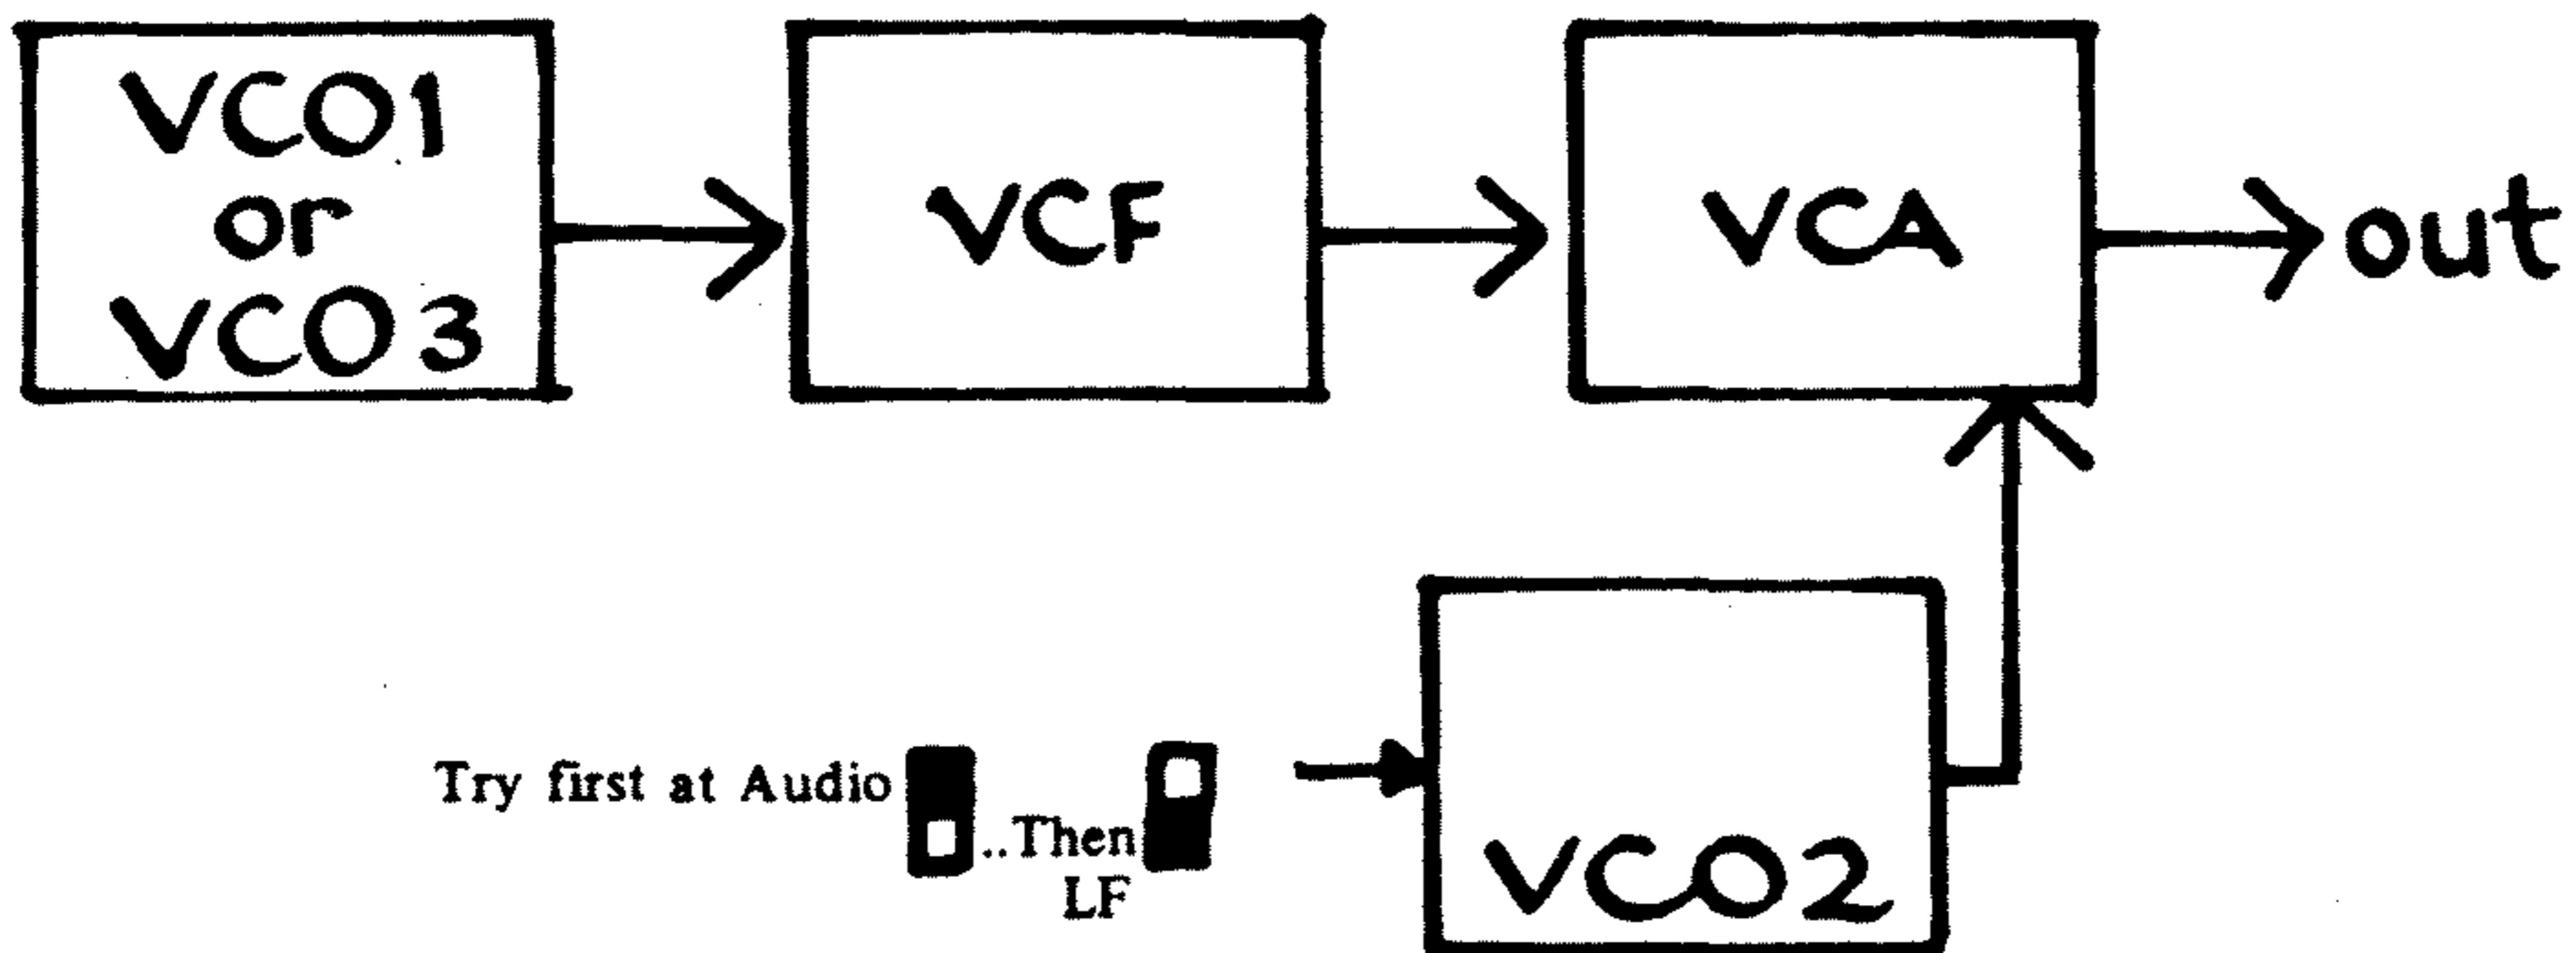 VCO1
or
VCO3
VCF
VCA
out
Try first at Audio
..Then
LF
VCO2